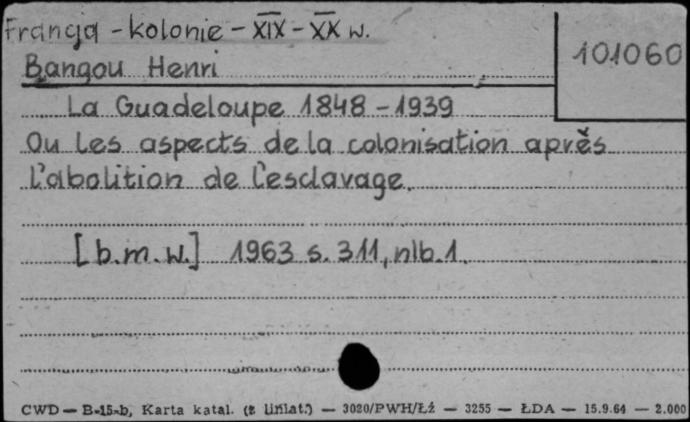 Francja - kolonie - XIX - XX w.
101060
Bangou Henri
La Guadeloupe 1848 - 1939
Ou les aspects de la colonisation après
l'abolition de l'esclavage.
[b.m.w.] 1963 s. 311, nlb. 1.
CWD — B-15-b, Karta katal. (z liniat.) — 3020/PWH/Łź — 3255 — ŁDA — 15.9.64 — 2.000